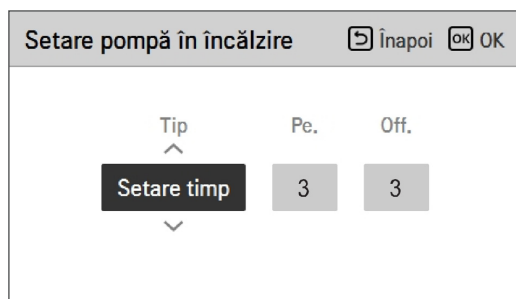 Setare pompă în încălzire Înapoi OK OK
Tip Pe. Off.
Setare timp 3 3